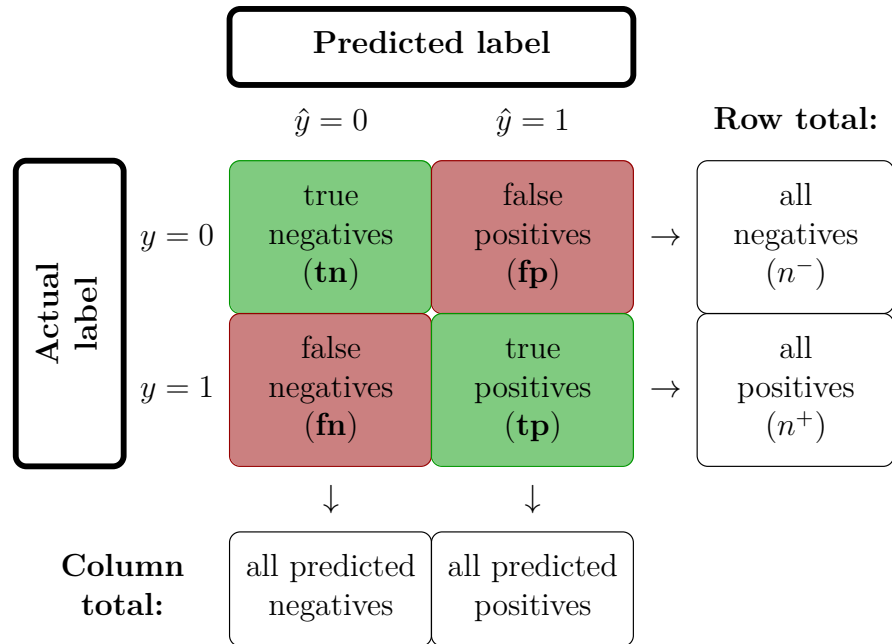 Predicted label
ŷ = 0
ŷ = 1
Row total:
Actual
label
y = 0
true
negatives
(tn)
false
positives
(fp)
→
all
negatives
(n⁻)
y = 1
false
negatives
(fn)
true
positives
(tp)
→
all
positives
(n⁺)
↓
↓
Column
total:
all predicted
negatives
all predicted
positives